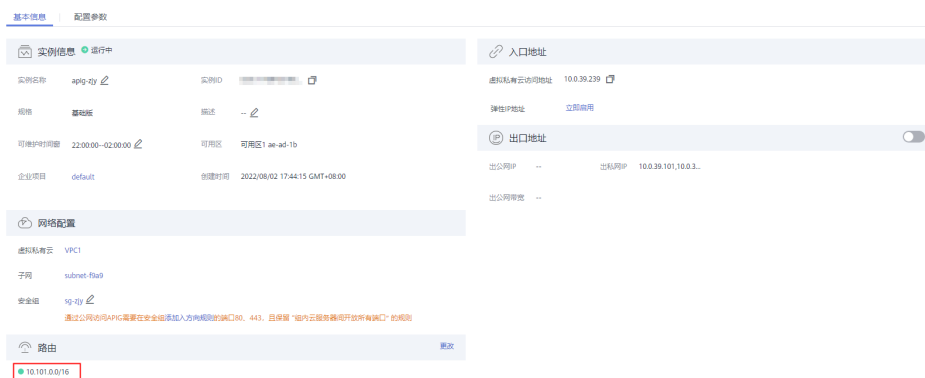 基本信息 配置参数
实例信息 运行中
实例名称 apig-zjy 实例ID
规格 基础版 描述 --
可维护时间窗 22:00:00---02:00:00 可用区 可用区1 ae-ad-1b
企业项目 default 创建时间 2022/08/02 17:44:15 GMT+08:00
网络配置
虚拟私有云 VPC1
子网 subnet-f9a9
安全组 sg-zjy
通过公网访问APIG需要在安全组添加入方向规则的端口80、443，且保留 "组内云服务器间开放所有端口" 的规则
路由 更改
10.101.0.0/16
入口地址
虚拟私有云访问地址 10.0.39.239
弹性IP地址 立即启用
出口地址
出公网IP -- 出私网IP 10.0.39.101,10.0.3...
出公网带宽 --